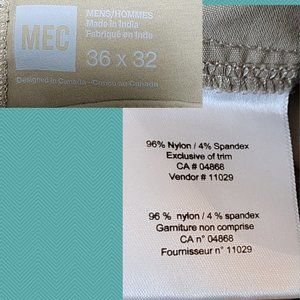 MEC
MENS/HOMMES
Made in India
Fabriqué en Inde
36 x 32
Designed in Canada - Conçu au Canada
96% Nylon / 4% Spandex
Exclusive of trim
CA # 04868
Vendor # 11029
96 % nylon / 4 % spandex
Garniture non comprise
CA n° 04868
Fournisseur n° 11029